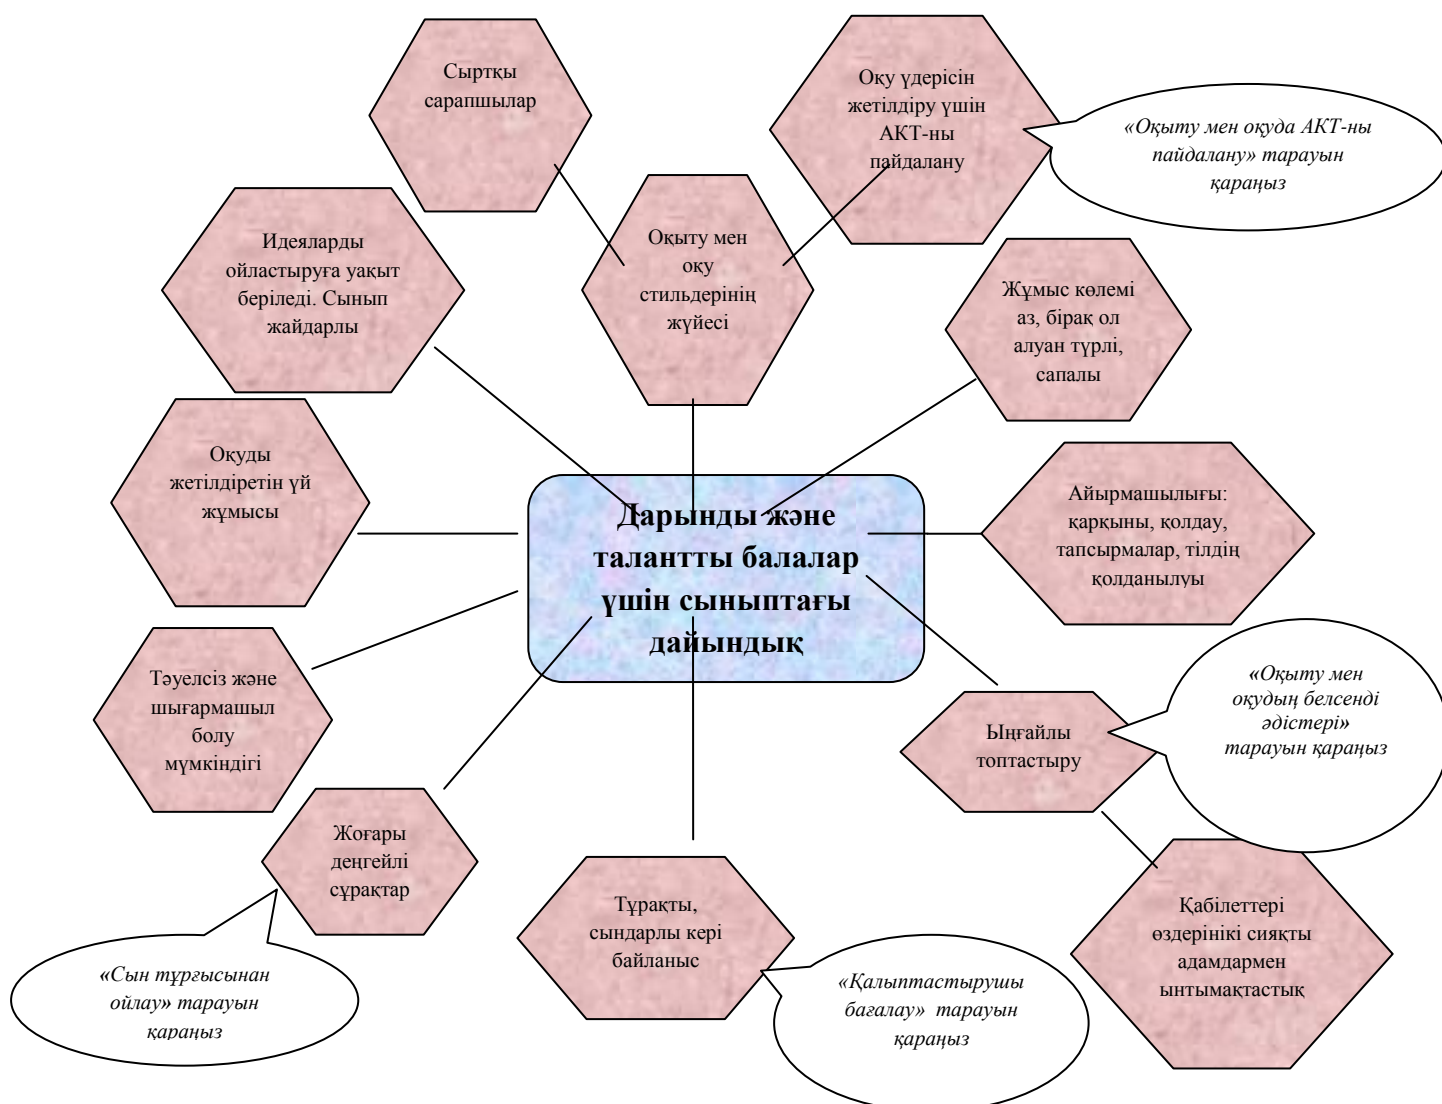 Сыртқы
сарапшылар
Оқу үдерісін
жетілдіру үшін
АКТ-ны
пайдалану
«Оқыту мен оқуда АКТ-ны
пайдалану» тарауын
қараңыз
Идеяларды
ойластыруға уақыт
беріледі. Сынып
жайдарлы
Оқыту мен
оқу
стильдерінің
жүйесі
Жұмыс көлемі
аз, бірақ ол
алуан түрлі,
сапалы
Оқуды
жетілдіретін үй
жұмысы
Дарынды және
талантты балалар
үшін сыныптағы
дайындық
Айырмашылығы:
қарқыны, қолдау,
тапсырмалар, тілдің
қолданылуы
Тәуелсіз және
шығармашыл
болу
мүмкіндігі
Ыңғайлы
топтастыру
«Оқыту мен
оқудың белсенді
әдістері»
тарауын қараңыз
Жоғары
деңгейлі
сұрақтар
Тұрақты,
сындарлы кері
байланыс
Қабілеттері
өздерінікі сияқты
адамдармен
ынтымақтастық
«Сын тұрғысынан
ойлау» тарауын
қараңыз
«Қалыптастырушы
бағалау» тарауын
қараңыз